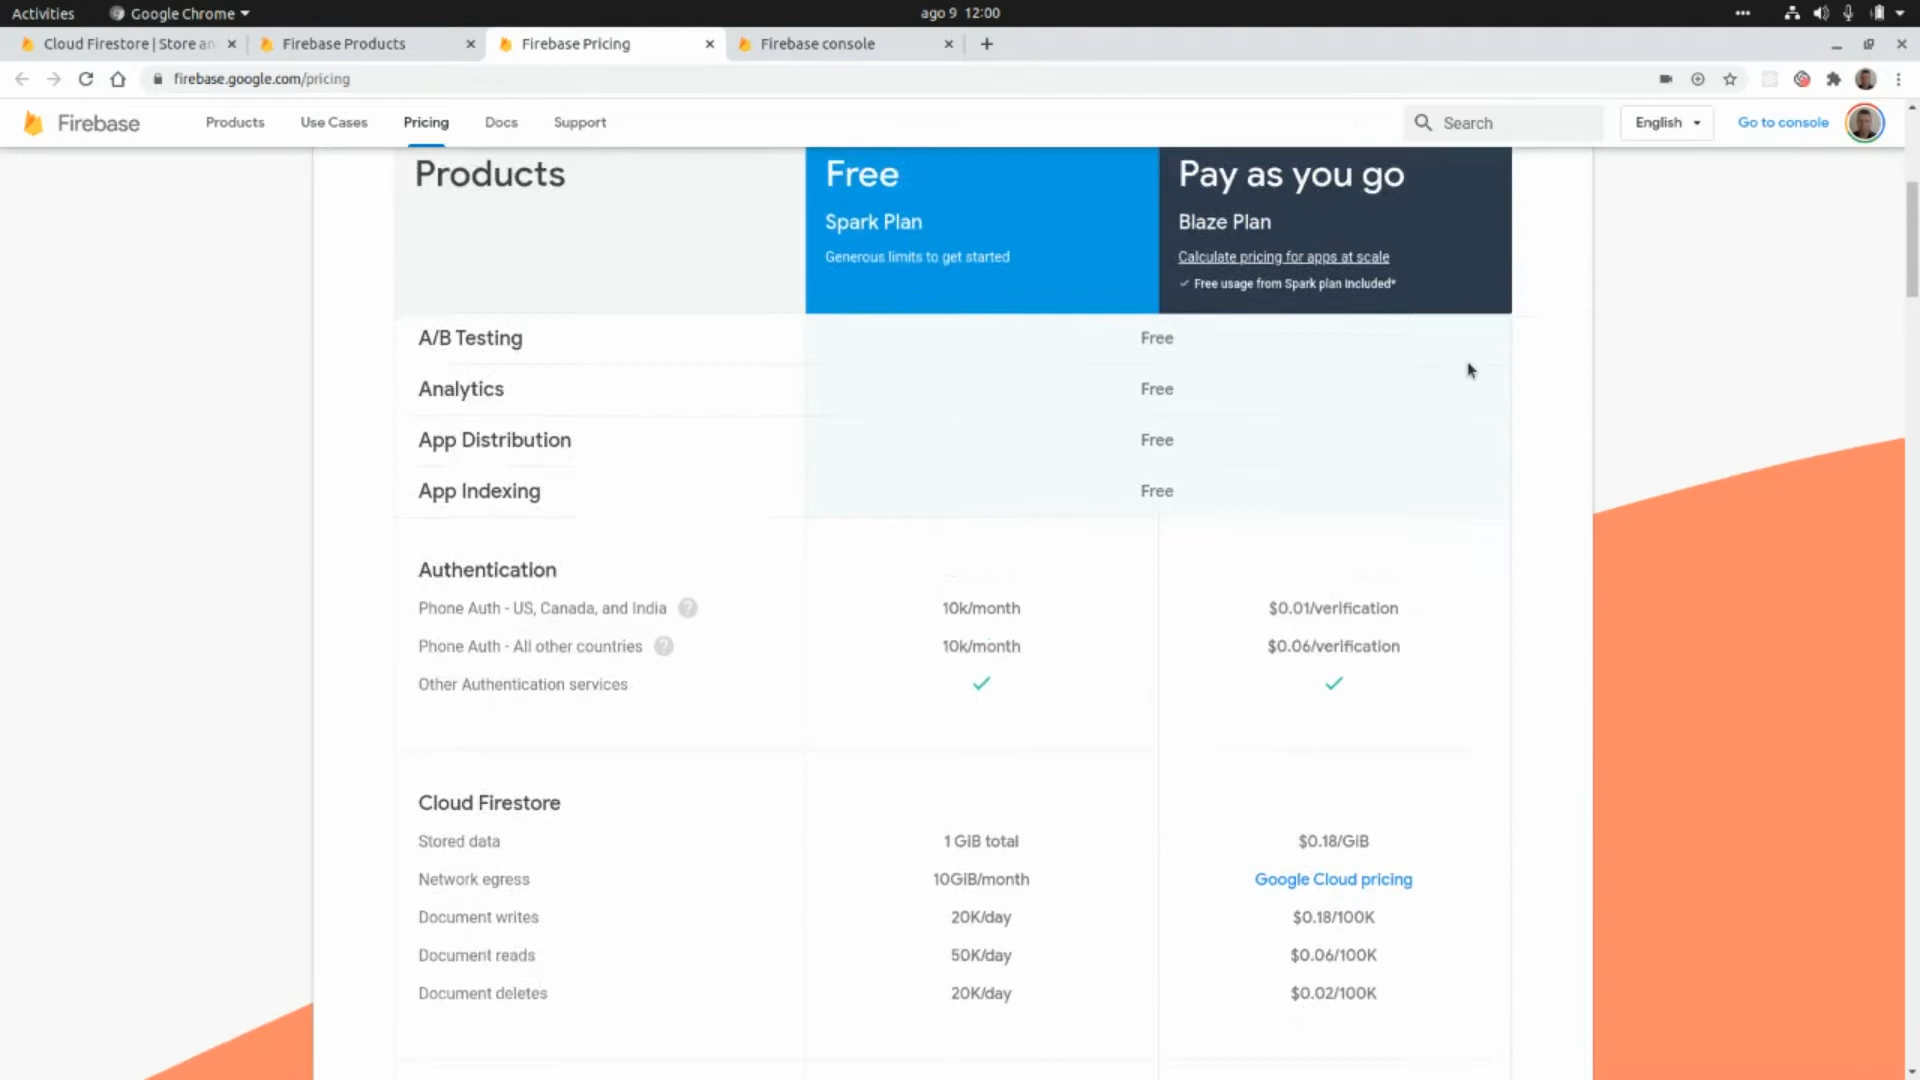 Activities
Google Chrome
ago 9 12:00
Cloud Firestore | Store an
Firebase Products
Firebase Pricing
Firebase console
firebase.google.com/pricing
Firebase
Products
Use Cases
Pricing
Docs
Support
Search
English
Go to console
Products
Free
Pay as you go
Spark Plan
Blaze Plan
Generous limits to get started
Calculate pricing for apps at scale
Free usage from Spark plan included*
A/B Testing
Free
Analytics
Free
App Distribution
Free
App Indexing
Free
Authentication
Phone Auth - US, Canada, and India ?
10k/month
$0.01/verification
Phone Auth - All other countries ?
10k/month
$0.06/verification
Other Authentication services
Cloud Firestore
Stored data
1 GiB total
$0.18/GiB
Network egress
10GiB/month
Google Cloud pricing
Document writes
20K/day
$0.18/100K
Document reads
50K/day
$0.06/100K
Document deletes
20K/day
$0.02/100K